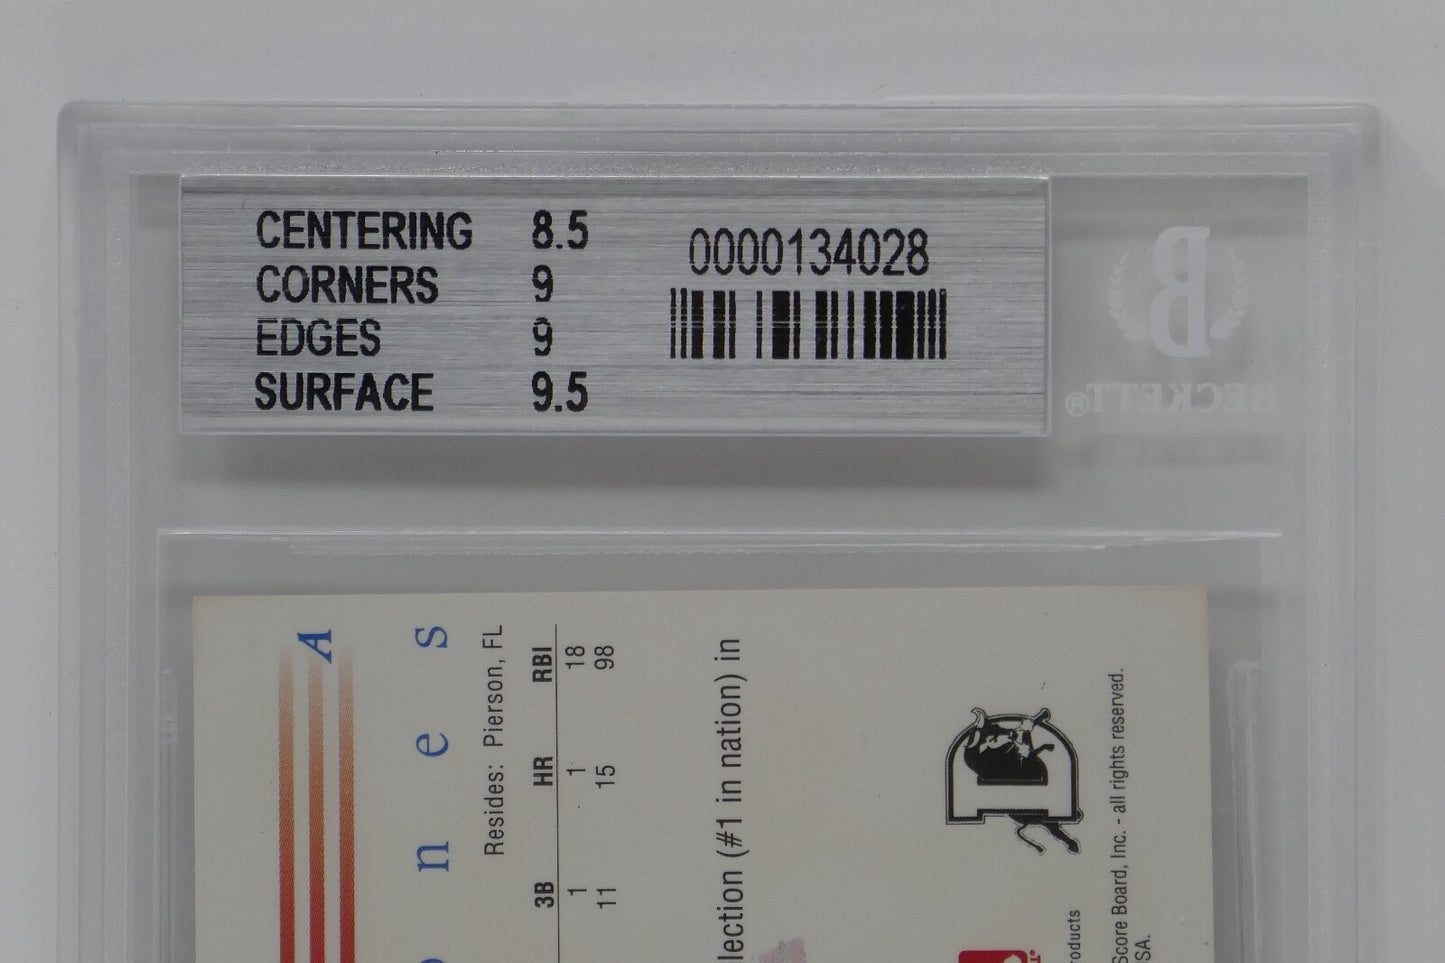 CENTERING 8.5
CORNERS 9
EDGES 9
SURFACE 9.5
0000134028
BECKETT®
A
n e s
Resides: Pierson, FL
3B HR RBI
1 1 18
11 15 98
lection (#1 in nation) in
D
roducts
Score Board, Inc. - all rights reserved.
SA.